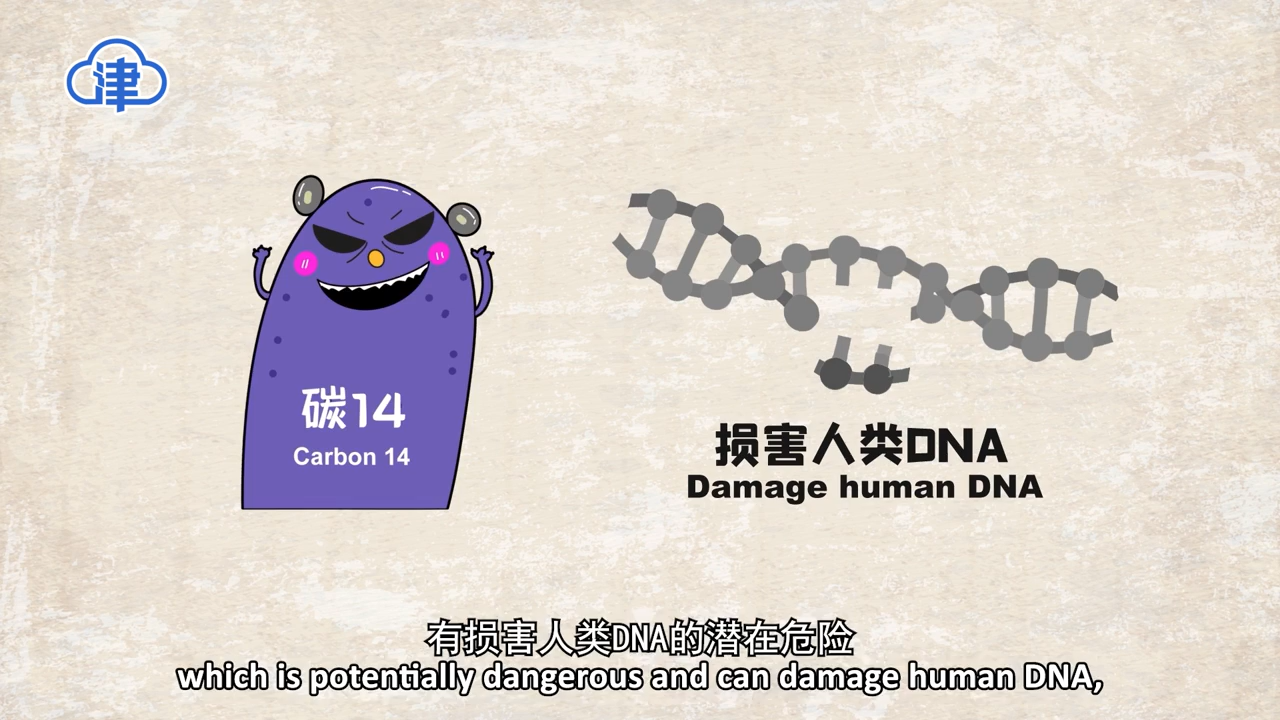 津
碳14
Carbon 14
损害人类DNA
Damage human DNA
有损害人类DNA的潜在危险
which is potentially dangerous and can damage human DNA,